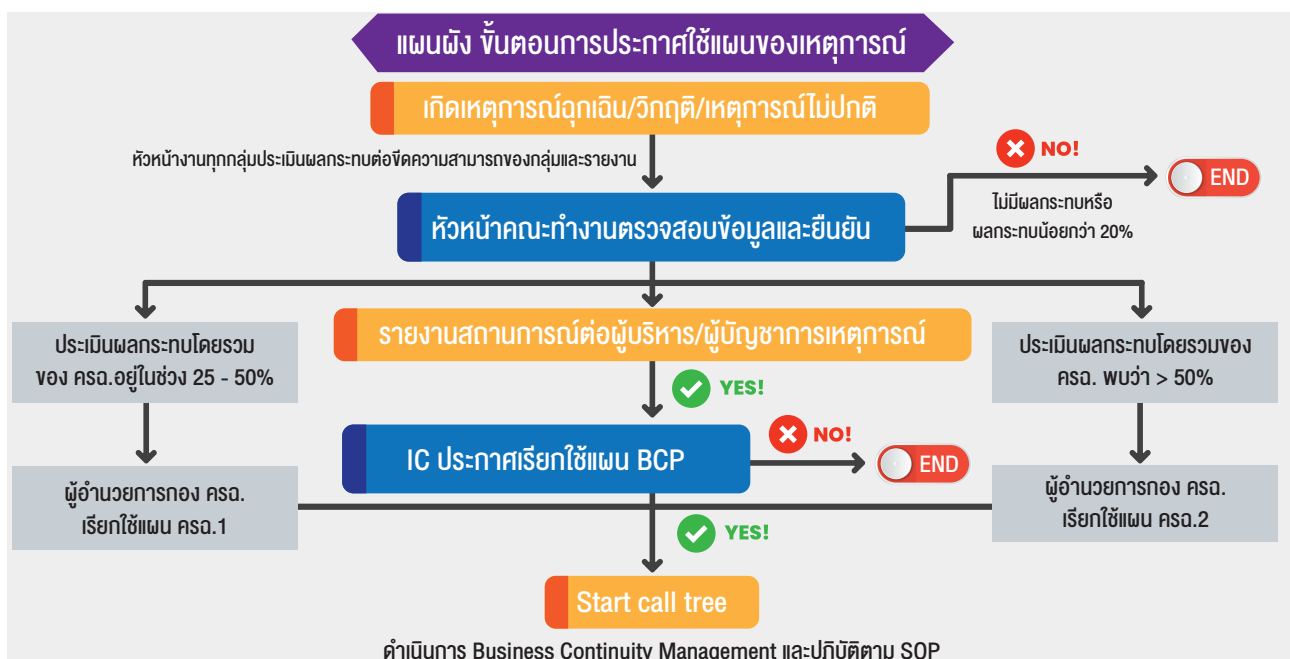 แผนผัง ขั้นตอนการประกาศใช้แผนของเหตุการณ์
เกิดเหตุการณ์ฉุกเฉิน/วิกฤติ/เหตุการณ์ไม่ปกติ
หัวหน้างานทุกกลุ่มประเมินผลกระทบต่อขีดความสามารถของกลุ่มและรายงาน
NO!
END
ไม่มีผลกระทบหรือ
ผลกระทบน้อยกว่า 20%
หัวหน้าคณะทำงานตรวจสอบข้อมูลและยืนยัน
ประเมินผลกระทบโดยรวม
ของ ครฉ.อยู่ในช่วง 25 - 50%
รายงานสถานการณ์ต่อผู้บริหาร/ผู้บัญชาการเหตุการณ์
ประเมินผลกระทบโดยรวมของ
ครฉ. พบว่า > 50%
YES!
IC ประกาศเรียกใช้แผน BCP
NO!
END
ผู้อำนวยการกอง ครฉ.
เรียกใช้แผน ครฉ.1
ผู้อำนวยการกอง ครฉ.
เรียกใช้แผน ครฉ.2
YES!
Start call tree
ดำเนินการ Business Continuity Management และปฏิบัติตาม SOP